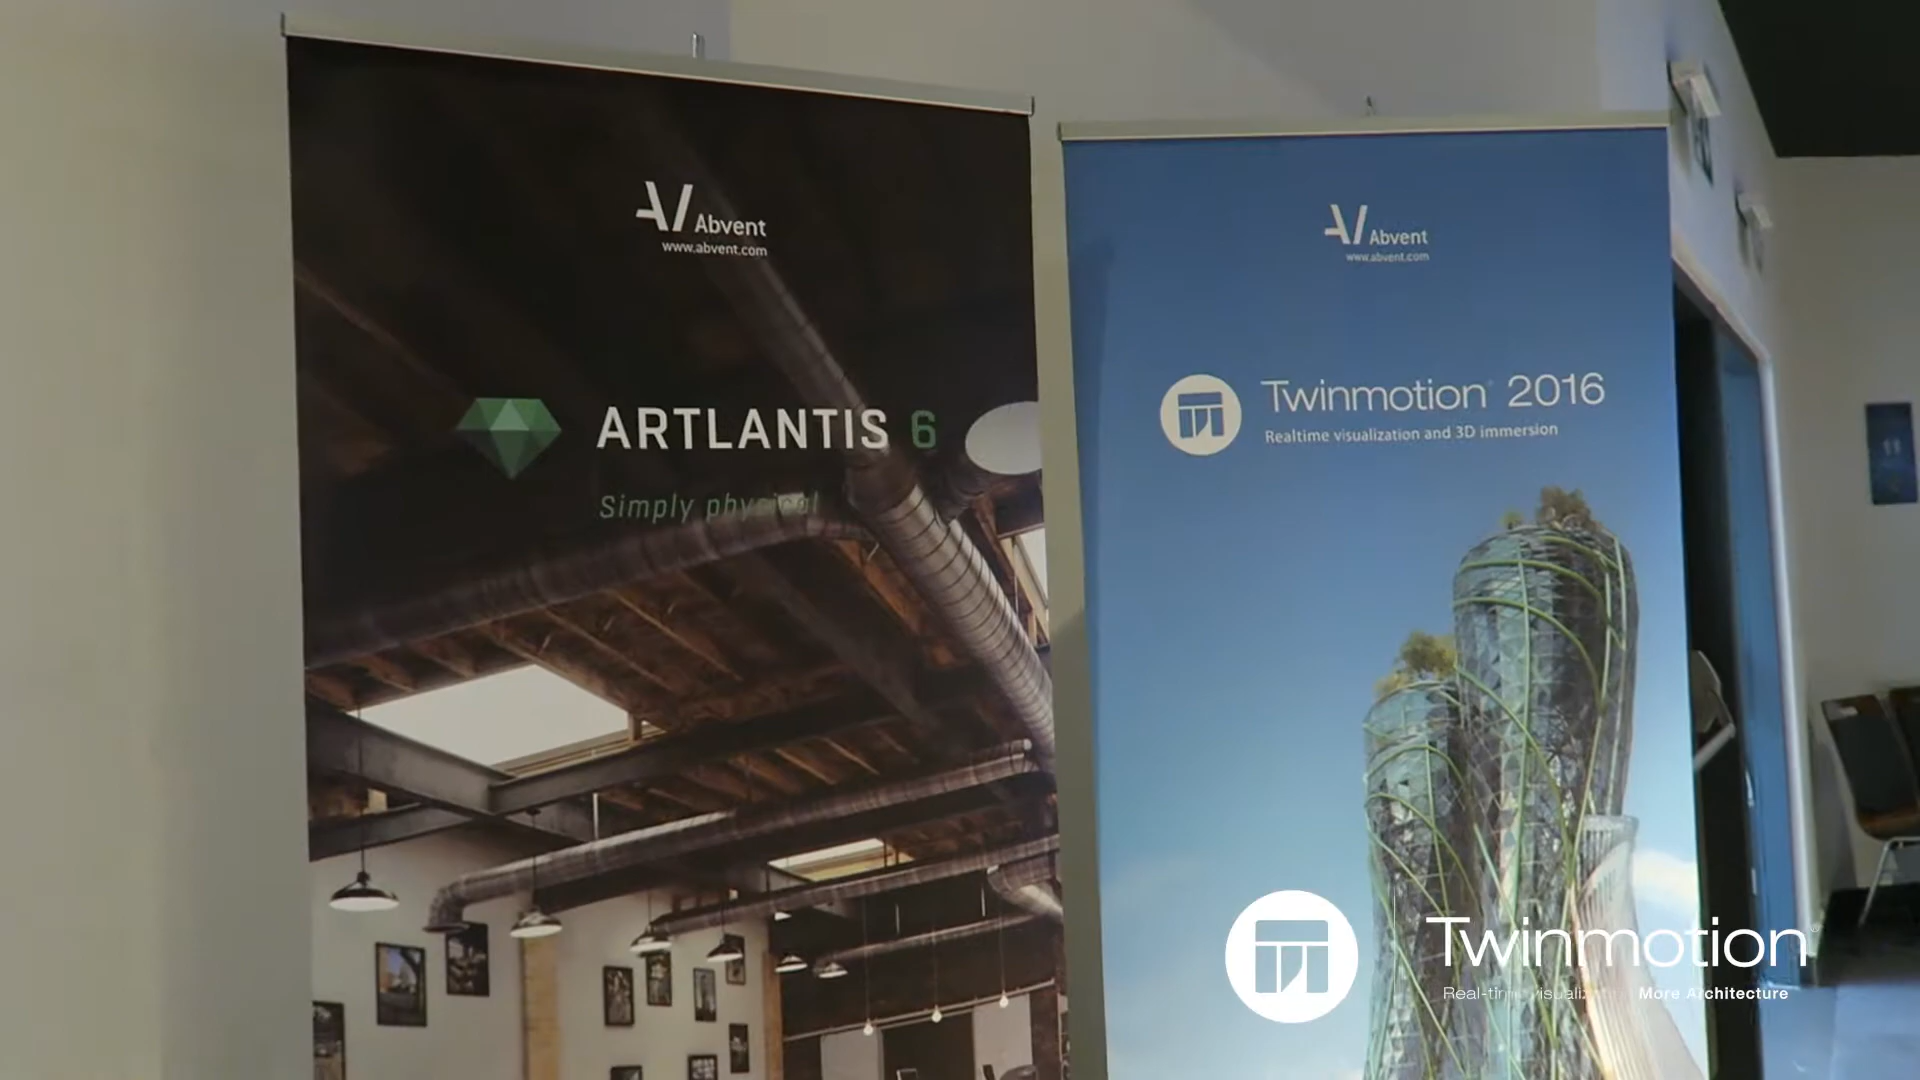 Abvent
www.abvent.com
ARTLANTIS 6
Simply physical
Abvent
www.abvent.com
Twinmotion 2016
Realtime visualization and 3D immersion
Twinmotion
More Architecture